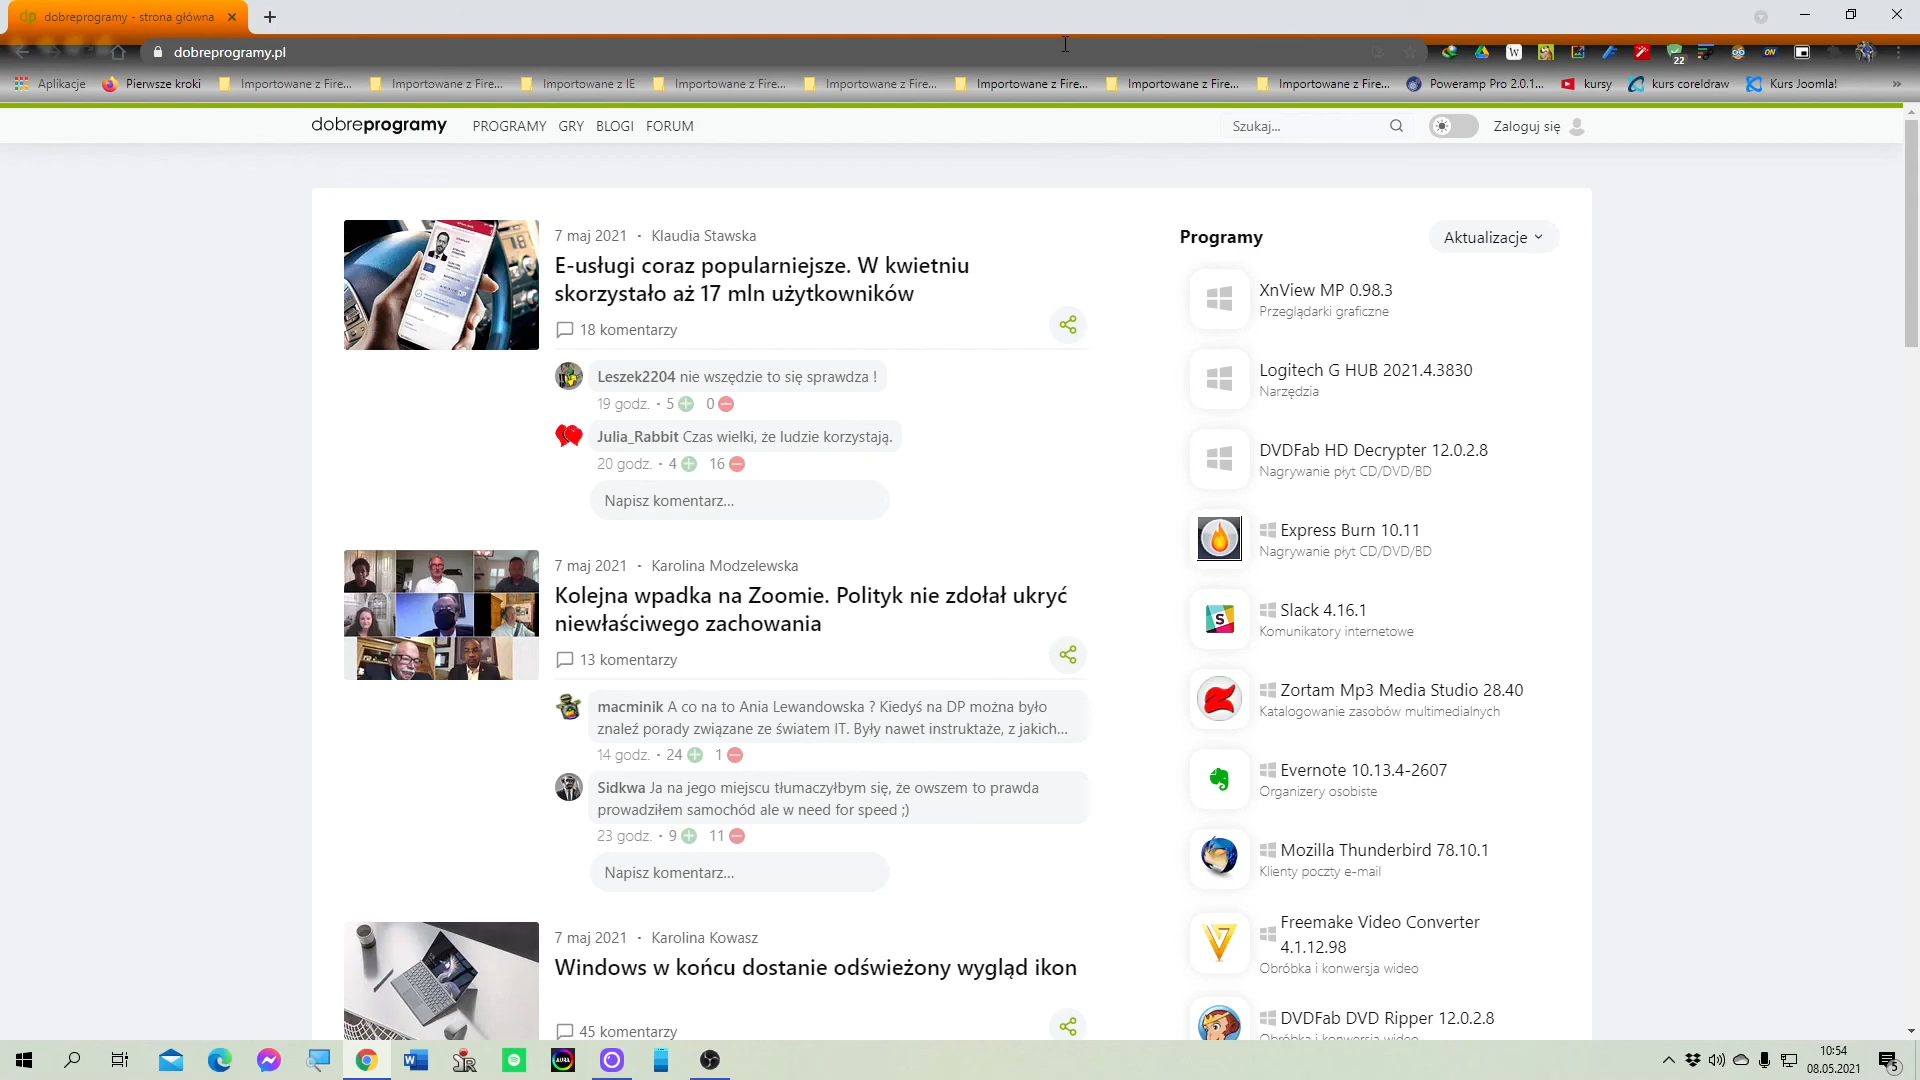 dobreprogramy - strona główna
dobreprogramy.pl
22
ON
Aplikacje
Pierwsze kroki
Importowane z Fire...
Importowane z Fire...
Importowane z IE
Importowane z Fire...
Importowane z Fire...
Importowane z Fire...
Importowane z Fire...
Importowane z Fire...
Poweramp Pro 2.0.1...
kursy
kurs coreldraw
Kurs Joomla!
dobreprogramy
PROGRAMY GRY BLOGI FORUM
Szukaj...
Zaloguj się
7 maj 2021 · Klaudia Stawska
E-usługi coraz popularniejsze. W kwietniu
skorzystało aż 17 mln użytkowników
18 komentarzy
Leszek2204 nie wszędzie to się sprawdza !
19 godz. · 5 0
Julia_Rabbit Czas wielki, że ludzie korzystają.
20 godz. · 4 16
Napisz komentarz...
7 maj 2021 · Karolina Modzelewska
Kolejna wpadka na Zoomie. Polityk nie zdołał ukryć
niewłaściwego zachowania
13 komentarzy
macminik A co na to Ania Lewandowska ? Kiedyś na DP można było
znaleź porady związane ze światem IT. Były nawet instruktaże, z jakich...
14 godz. · 24 1
Sidkwa Ja na jego miejscu tłumaczyłbym się, że owszem to prawda
prowadziłem samochód ale w need for speed ;)
23 godz. · 9 11
Napisz komentarz...
7 maj 2021 · Karolina Kowasz
Windows w końcu dostanie odświeżony wygląd ikon
45 komentarzy
Programy
Aktualizacje
XnView MP 0.98.3
Przeglądarki graficzne
Logitech G HUB 2021.4.3830
Narzędzia
DVDFab HD Decrypter 12.0.2.8
Nagrywanie płyt CD/DVD/BD
Express Burn 10.11
Nagrywanie płyt CD/DVD/BD
Slack 4.16.1
Komunikatory internetowe
Zortam Mp3 Media Studio 28.40
Katalogowanie zasobów multimedialnych
Evernote 10.13.4-2607
Organizery osobiste
Mozilla Thunderbird 78.10.1
Klienty poczty e-mail
Freemake Video Converter
4.1.12.98
Obróbka i konwersja wideo
DVDFab DVD Ripper 12.0.2.8
Obróbka i konwersja wideo
10:54
08.05.2021
5